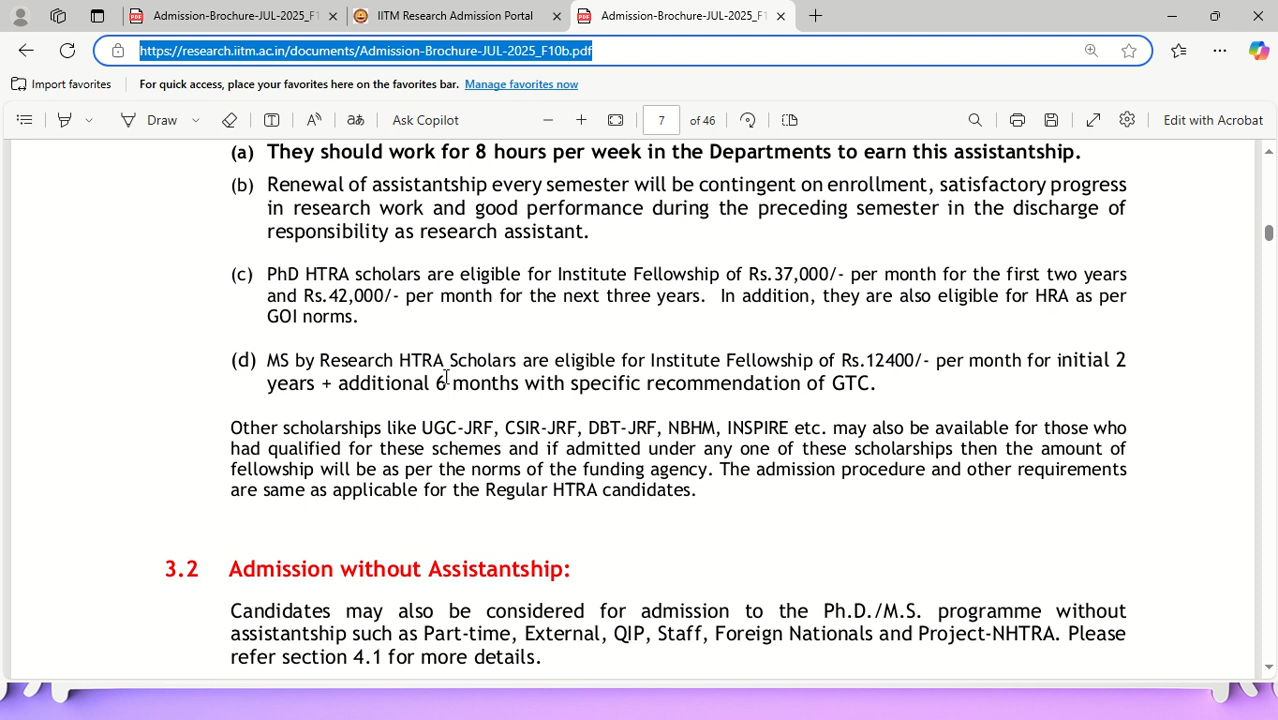 Admission-Brochure-JUL-2025_F1
IITM Research Admission Portal
Admission-Brochure-JUL-2025_F
https://research.iitm.ac.in/documents/Admission-Brochure-JUL-2025_F10b.pdf
Import favorites
For quick access, place your favorites here on the favorites bar. Manage favorites now
Draw
Ask Copilot
7 of 46
Edit with Acrobat
(a) They should work for 8 hours per week in the Departments to earn this assistantship.
(b) Renewal of assistantship every semester will be contingent on enrollment, satisfactory progress
in research work and good performance during the preceding semester in the discharge of
responsibility as research assistant.
(c) PhD HTRA scholars are eligible for Institute Fellowship of Rs.37,000/- per month for the first two years
and Rs.42,000/- per month for the next three years. In addition, they are also eligible for HRA as per
GOI norms.
(d) MS by Research HTRA Scholars are eligible for Institute Fellowship of Rs.12400/- per month for initial 2
years + additional 6 months with specific recommendation of GTC.
Other scholarships like UGC-JRF, CSIR-JRF, DBT-JRF, NBHM, INSPIRE etc. may also be available for those who
had qualified for these schemes and if admitted under any one of these scholarships then the amount of
fellowship will be as per the norms of the funding agency. The admission procedure and other requirements
are same as applicable for the Regular HTRA candidates.
3.2 Admission without Assistantship:
Candidates may also be considered for admission to the Ph.D./M.S. programme without
assistantship such as Part-time, External, QIP, Staff, Foreign Nationals and Project-NHTRA. Please
refer section 4.1 for more details.